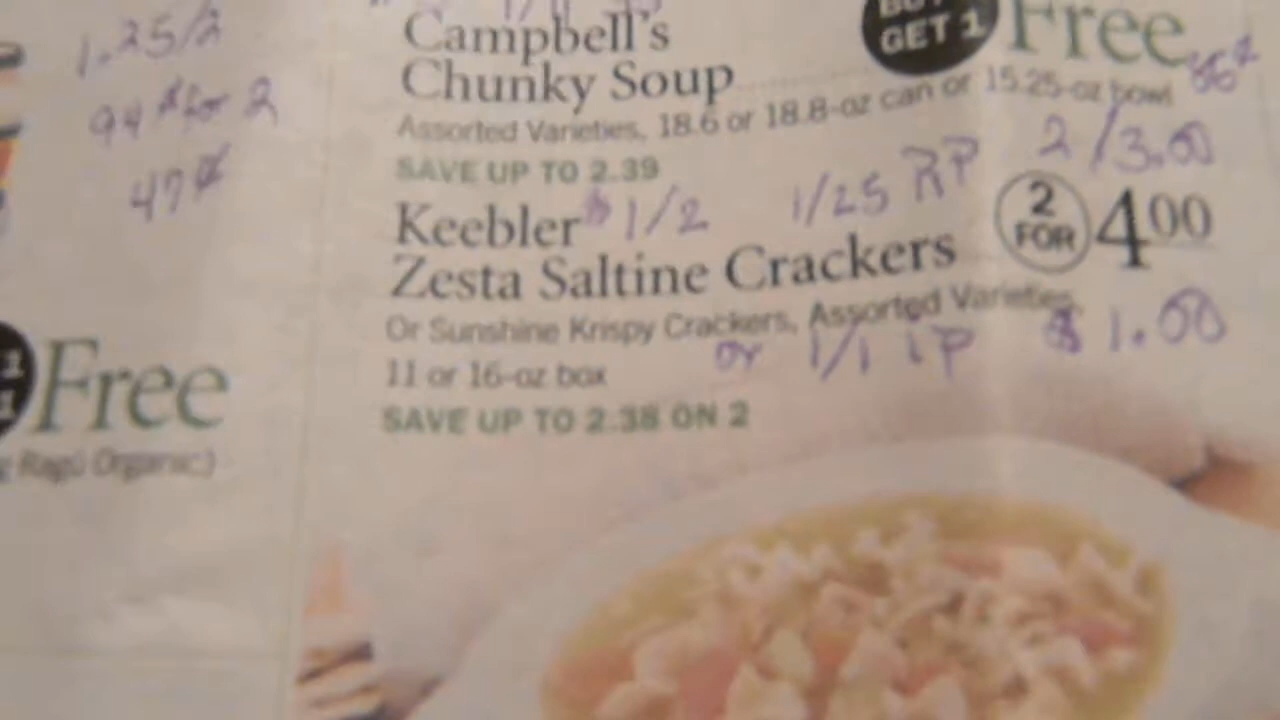 1.25/2
94¢ for 2
47¢
Free
Ragú Organic)
Campbell's
Chunky Soup
Assorted Varieties, 18.6 or 18.8-oz can or 15.25-oz bowl
SAVE UP TO 2.39
GET 1
Free
Keebler $1/2 1/25 RP
Zesta Saltine Crackers
Or Sunshine Krispy Crackers, Assorted Varieties,
11 or 16-oz box or 1/1 IP
SAVE UP TO 2.38 ON 2
2/3.00
2 FOR 4 00
$1.00